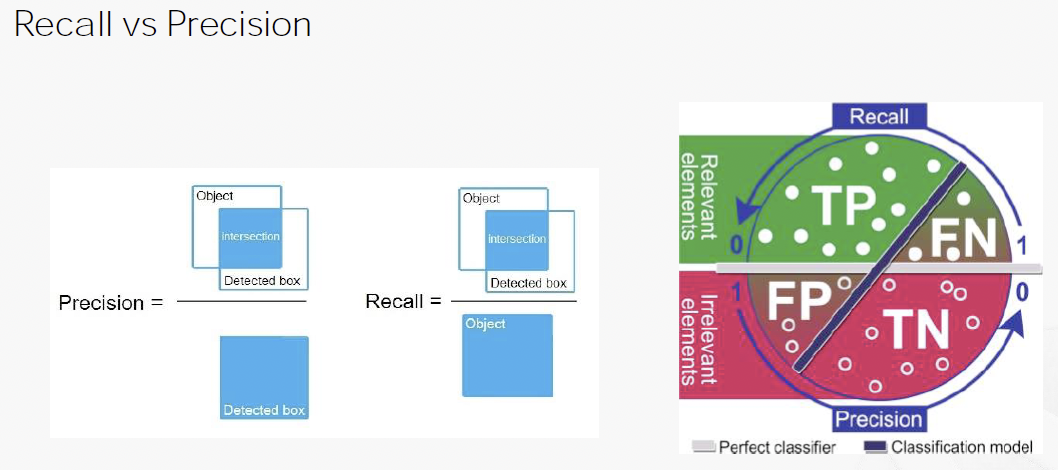 Recall vs Precision
Precision =
Object
Intersection
Detected box
Detected box
Recall =
Object
Intersection
Detected box
Object
Recall
Relevant
elements
TP
FN
0
1
Irrelevant
elements
1
0
FP
TN
Precision
Perfect classifier
Classification model